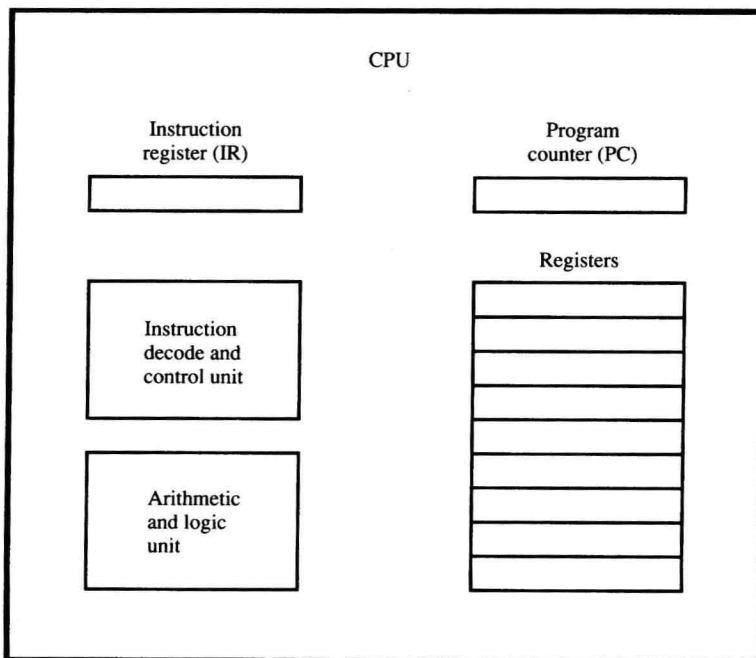 CPU
Instruction
register (IR)
Program
counter (PC)
Registers
Instruction
decode and
control unit
Arithmetic
and logic
unit